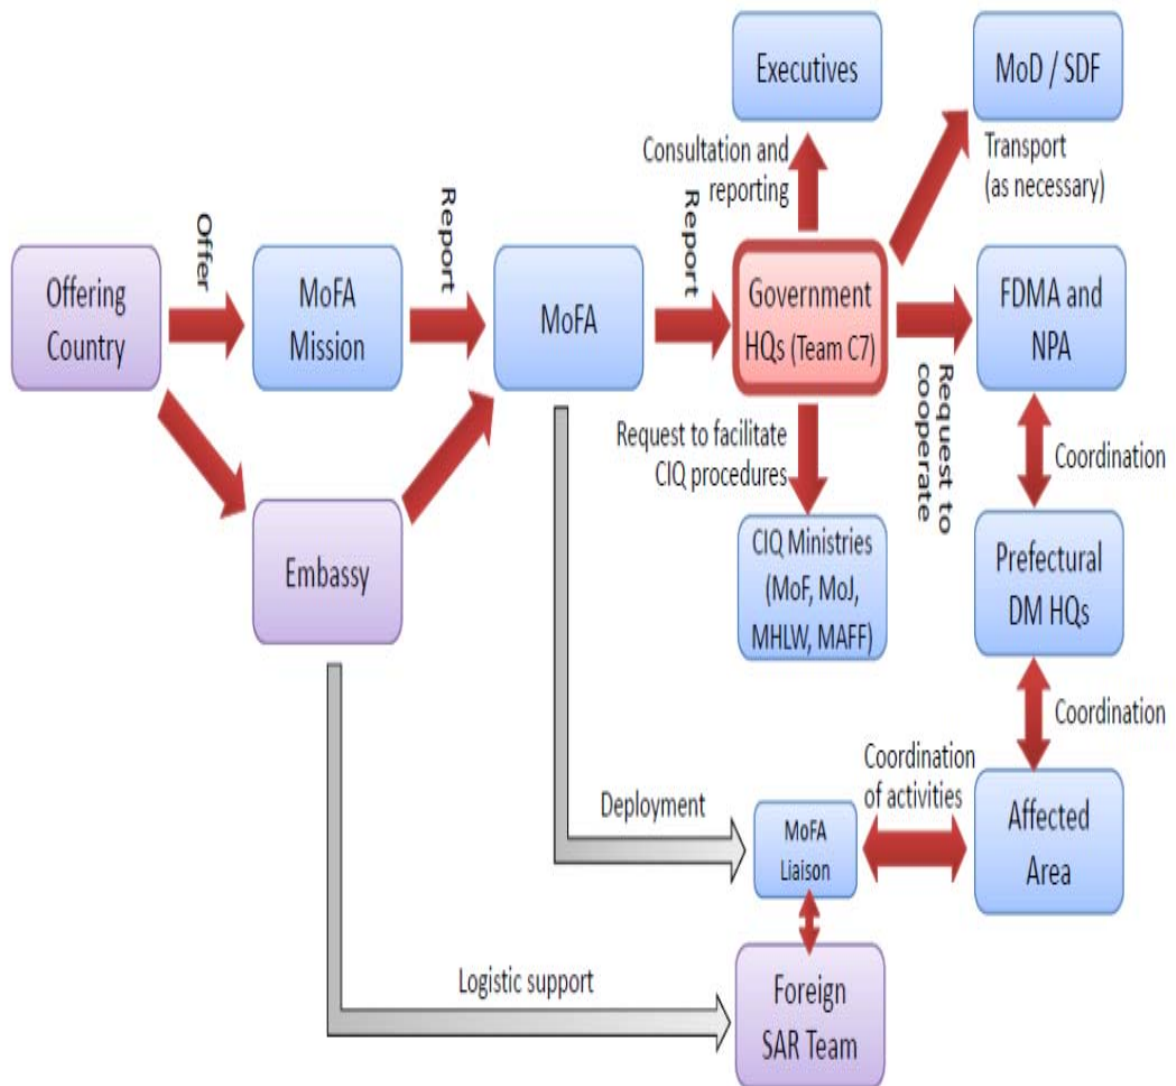 Executives
MoD / SDF
Consultation and
reporting
Transport
(as necessary)
Offering
Country
Offer
MoFA
Mission
Report
MoFA
Report
Government
HQs (Team C7)
FDMA and
NPA
Request to
cooperate
Request to facilitate
CIQ procedures
Coordination
Embassy
CIQ Ministries
(MoF, MoJ,
MHLW, MAFF)
Prefectural
DM HQs
Coordination
Coordination
of activities
Deployment
MoFA
Liaison
Affected
Area
Logistic support
Foreign
SAR Team